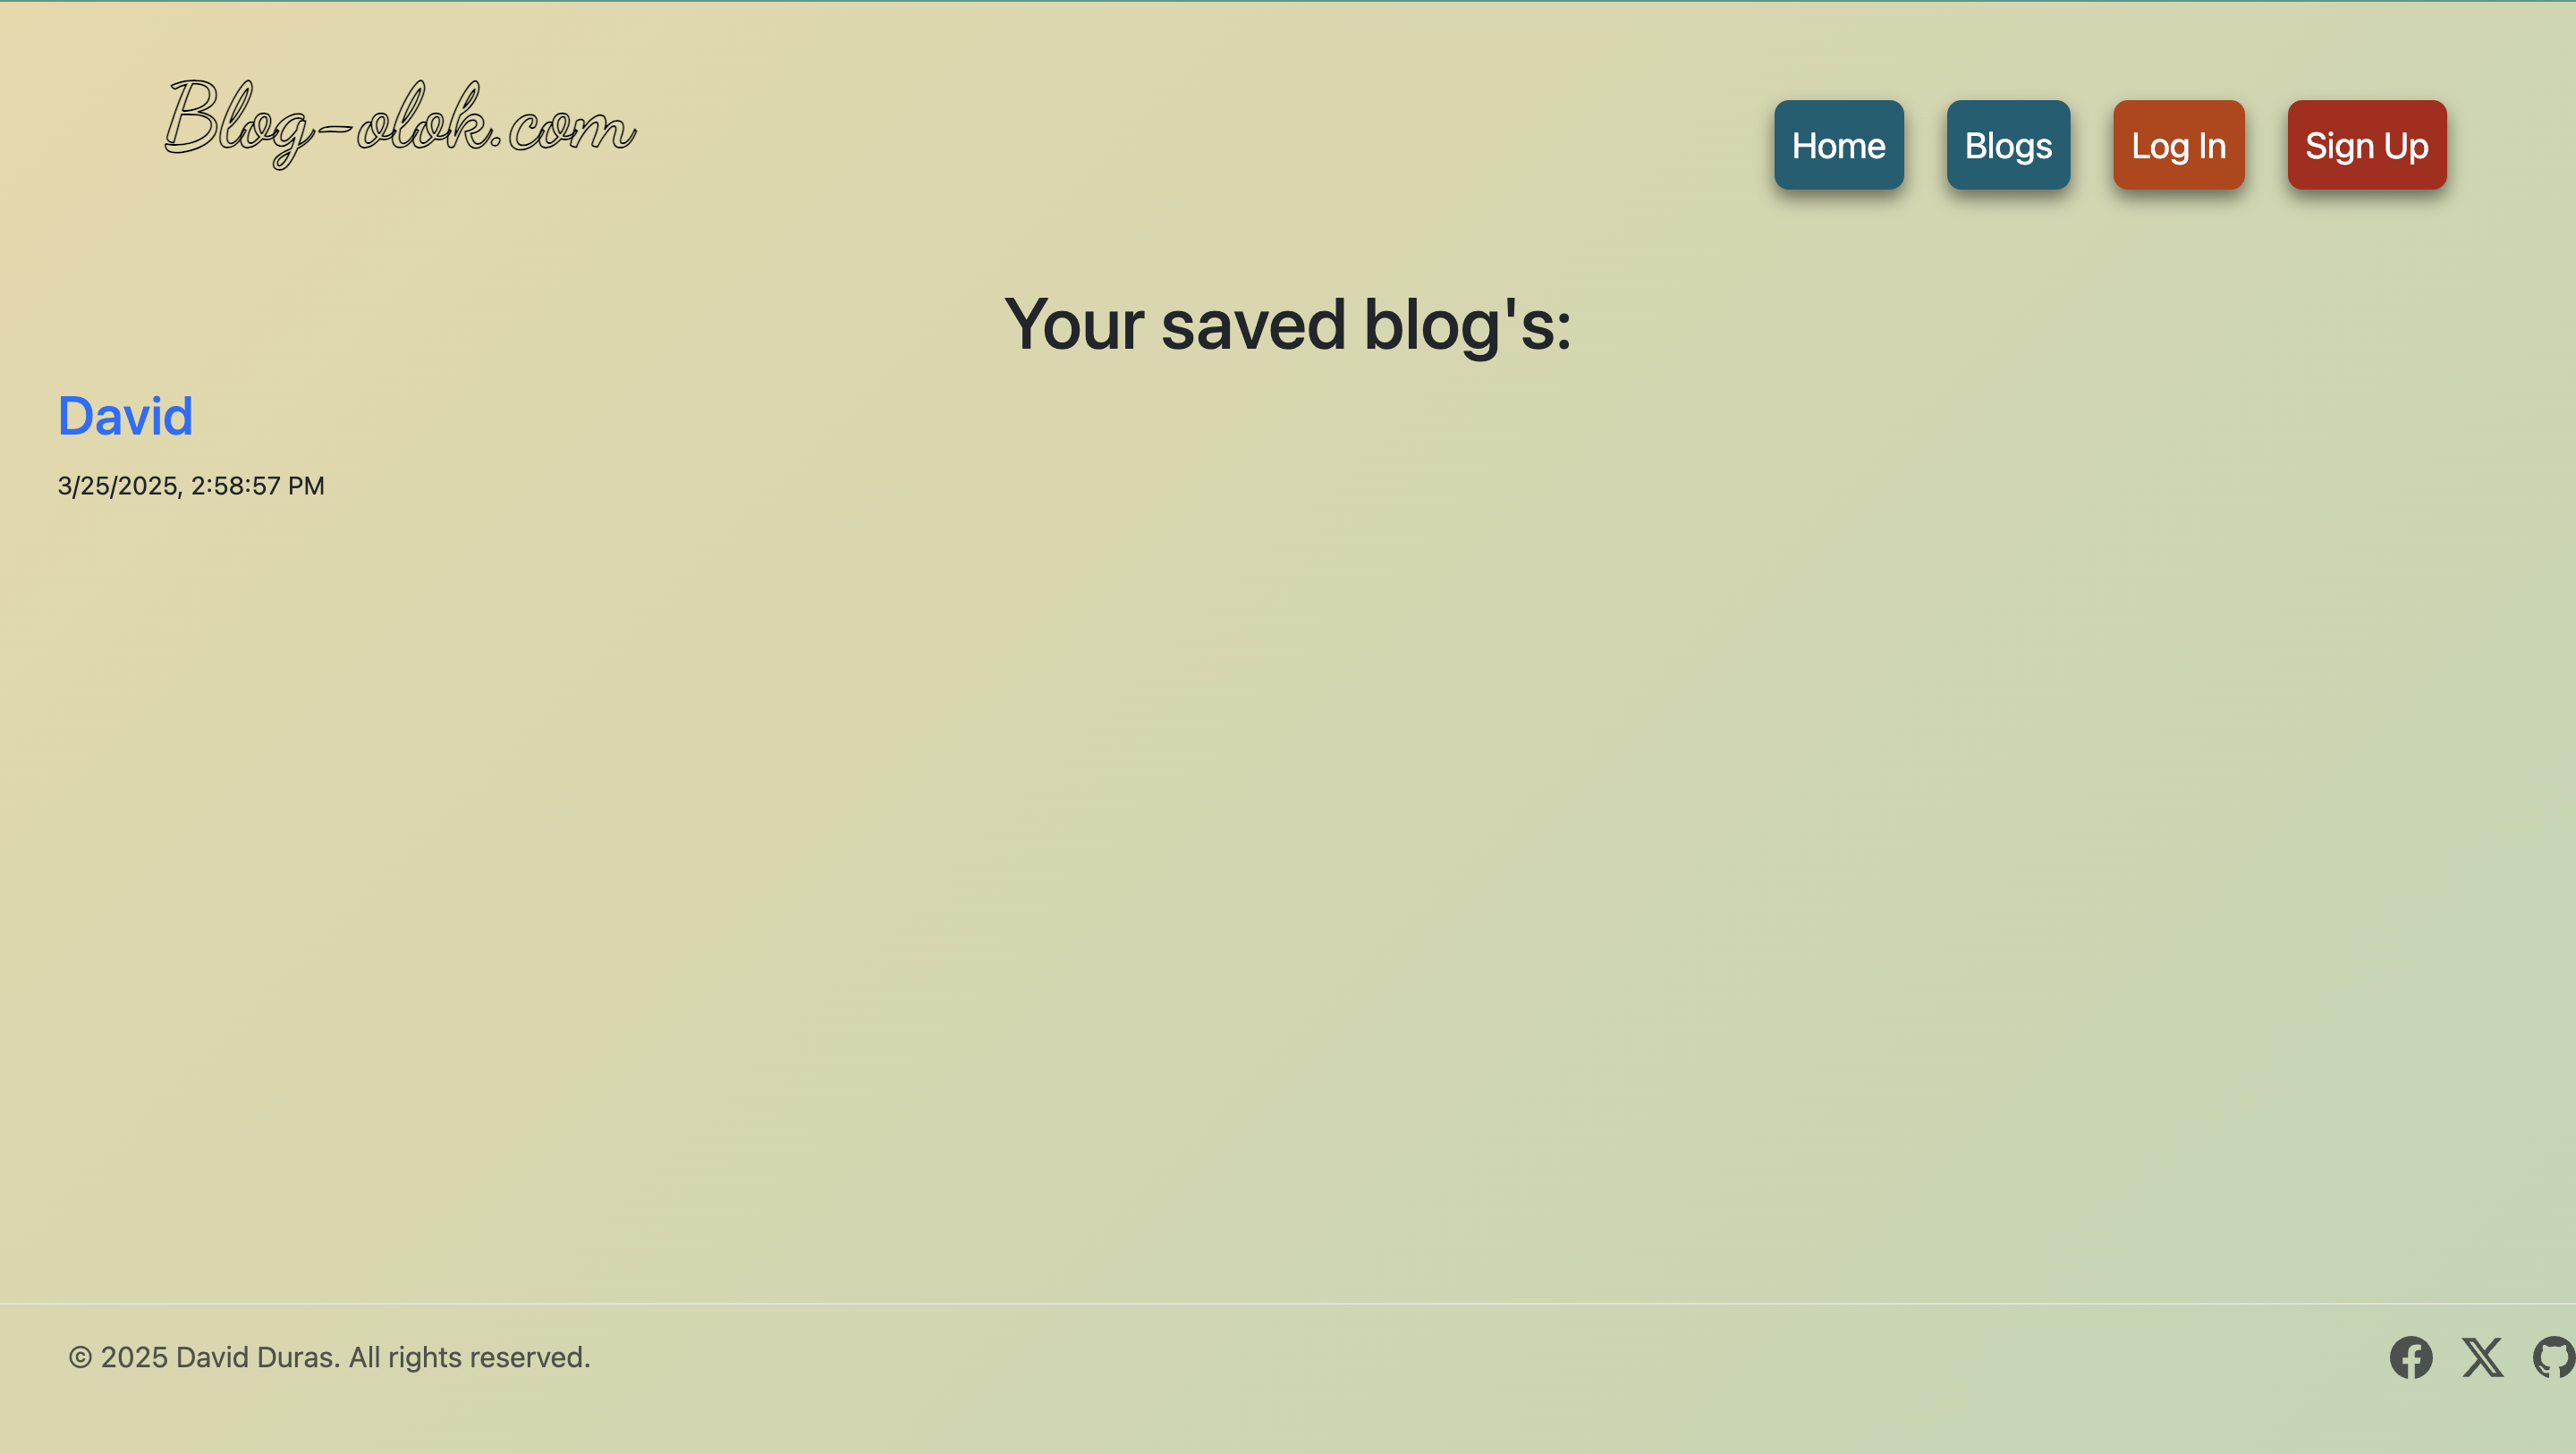 Blog-olok.com
Home Blogs Log In Sign Up
Your saved blog's:
David
3/25/2025, 2:58:57 PM
© 2025 David Duras. All rights reserved.